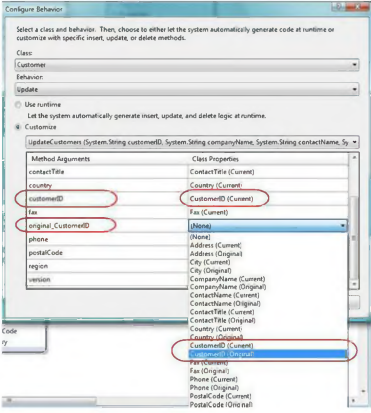 Configure Behavior
Select a class and behavior. Then, choose to either let the system automatically generate code at runtime or
customize with specific insert, update, or delete methods.
Class:
Customer
Behavior:
Update
Use runtime
Let the system automatically generate insert, update, and delete logic at runtime.
Customize
UpdateCustomers (System.String customerID, System.String companyName, System.String contactName, Sy
Method Arguments Class Properties
contactTitle ContactTitle (Current)
country Country (Current)
customerID CustomerID (Current)
fax Fax (Current)
original_CustomerID (None)
phone (None)
Address (Current)
postalCode Address (Original)
City (Current)
region City (Original)
CompanyName (Current)
version CompanyName (Original)
ContactName (Current)
ContactName (Original)
ContactTitle (Current)
ContactTitle (Original)
Country (Current)
Code Country (Original)
ry CustomerID (Current)
CustomerID (Original)
Fax (Current)
Fax (Original)
Phone (Current)
Phone (Original)
PostalCode (Current)
PostalCode (Original)